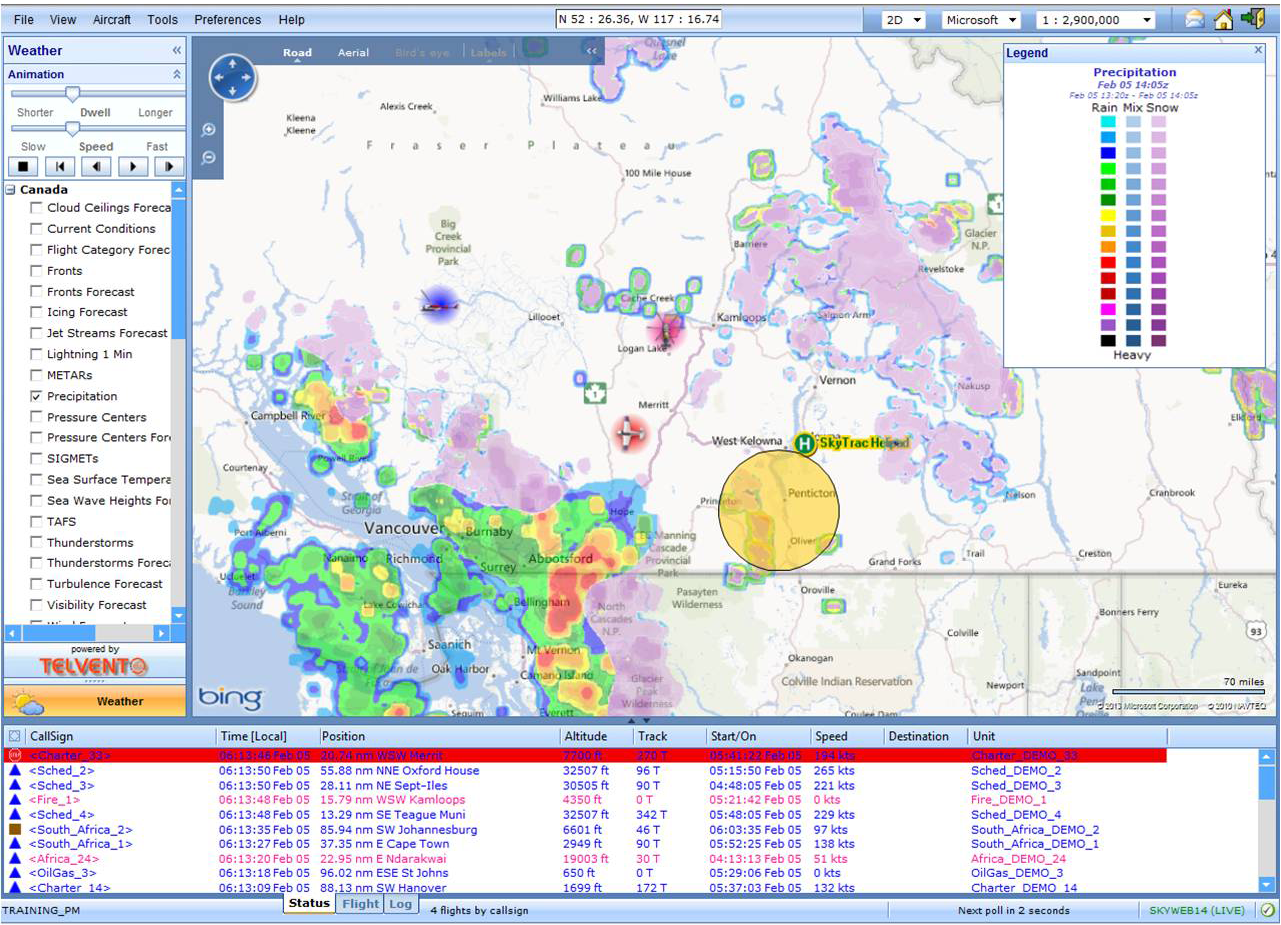 File View Aircraft Tools Preferences Help N 52 : 26.36, W 117 : 16.74 2D Microsoft 1 : 2,900,000
Weather
Animation
Shorter Dwell Longer
Slow Speed Fast
Canada
Cloud Ceilings Foreca
Current Conditions
Flight Category Forec
Fronts
Fronts Forecast
Icing Forecast
Jet Streams Forecast
Lightning 1 Min
METARs
Precipitation
Pressure Centers
Pressure Centers For
SIGMETs
Sea Surface Tempera
Sea Wave Heights Fo
TAFS
Thunderstorms
Thunderstorms Foreca
Turbulence Forecast
Visibility Forecast
powered by
TELVENTO
Weather
Road Aerial Bird's eye Labels
Quesnel
Lake
Williams Lake
Alexis Creek
Kleena
Kleene
Fraser Plateau
100 Mile House
Big
Creek
Provincial
Park
Barriere
Glacier
N.P.
Revelstoke
Cache Creek
Lillooet
Kamloops
Salmon Arm
Logan Lake
1
1
Vernon
Nakusp
Merritt
Campbell River
Elkford
West Kelowna
H
SkyTrac
Powell River
Courtenay
Strait of
Georgia
Penticton
Nelson
Cranbrook
Vancouver
Burnaby
Hope
Port Alberni
Manning
Cascade
Provincial
Park
Oliver
Nanaimo
Richmond
Abbotsford
Surrey
Grand Forks
Trail
Creston
Ucluelet
Barkley
Sound
Lake Cowichan
Bellingham
North
Cascades
N.P.
Pasayten
Wilderness
Oroville
Eureka
Bonners Ferry
93
Colville
Saanich
Mt Vernon
Oak Harbor
Camano Island
Okanogan
Colville Indian Reservation
Newport
Sandpoint
Lake
Pend
Oreille
Glacier
Peak
Wilderness
Sequim
Everett
Coulee Dam
bing
70 miles
© 2013 Microsoft Corporation © 2010 NAVTEQ
Legend
Precipitation
Feb 05 14:05z
Feb 05 13:20z - Feb 05 14:05z
Rain Mix Snow
Heavy
CallSign Time [Local] Position Altitude Track Start/On Speed Destination Unit
<Charter_33> 06:13:48 Feb 05 20.74 nm WSW Merritt 7700 ft 270 T 05:41:22 Feb 05 194 kts Charter_DEMO_33
<Sched_2> 06:13:50 Feb 05 55.88 nm NNE Oxford House 32507 ft 96 T 05:15:50 Feb 05 265 kts Sched_DEMO_2
<Sched_3> 06:13:50 Feb 05 28.11 nm NE Sept-Iles 30505 ft 90 T 04:48:05 Feb 05 221 kts Sched_DEMO_3
<Fire_1> 06:13:48 Feb 05 15.79 nm WSW Kamloops 4350 ft 0 T 05:21:42 Feb 05 0 kts Fire_DEMO_1
<Sched_4> 06:13:48 Feb 05 13.29 nm SE Teague Muni 32507 ft 342 T 05:48:05 Feb 05 229 kts Sched_DEMO_4
<South_Africa_2> 06:13:35 Feb 05 85.94 nm SW Johannesburg 6601 ft 46 T 06:03:35 Feb 05 97 kts South_Africa_DEMO_2
<South_Africa_1> 06:13:27 Feb 05 37.35 nm E Cape Town 2949 ft 90 T 05:52:25 Feb 05 138 kts South_Africa_DEMO_1
<Africa_24> 06:13:20 Feb 05 22.95 nm E Ndarakwai 19003 ft 30 T 04:13:13 Feb 05 51 kts Africa_DEMO_24
<OilGas_3> 06:13:18 Feb 05 96.02 nm ESE St Johns 650 ft 0 T 05:29:06 Feb 05 0 kts OilGas_DEMO_3
<Charter_14> 06:13:09 Feb 05 88.13 nm SW Hanover 1699 ft 172 T 05:37:03 Feb 05 132 kts Charter_DEMO_14
TRAINING_PM Status Flight Log 4 flights by callsign Next poll in 2 seconds SKYWEB14 (LIVE)